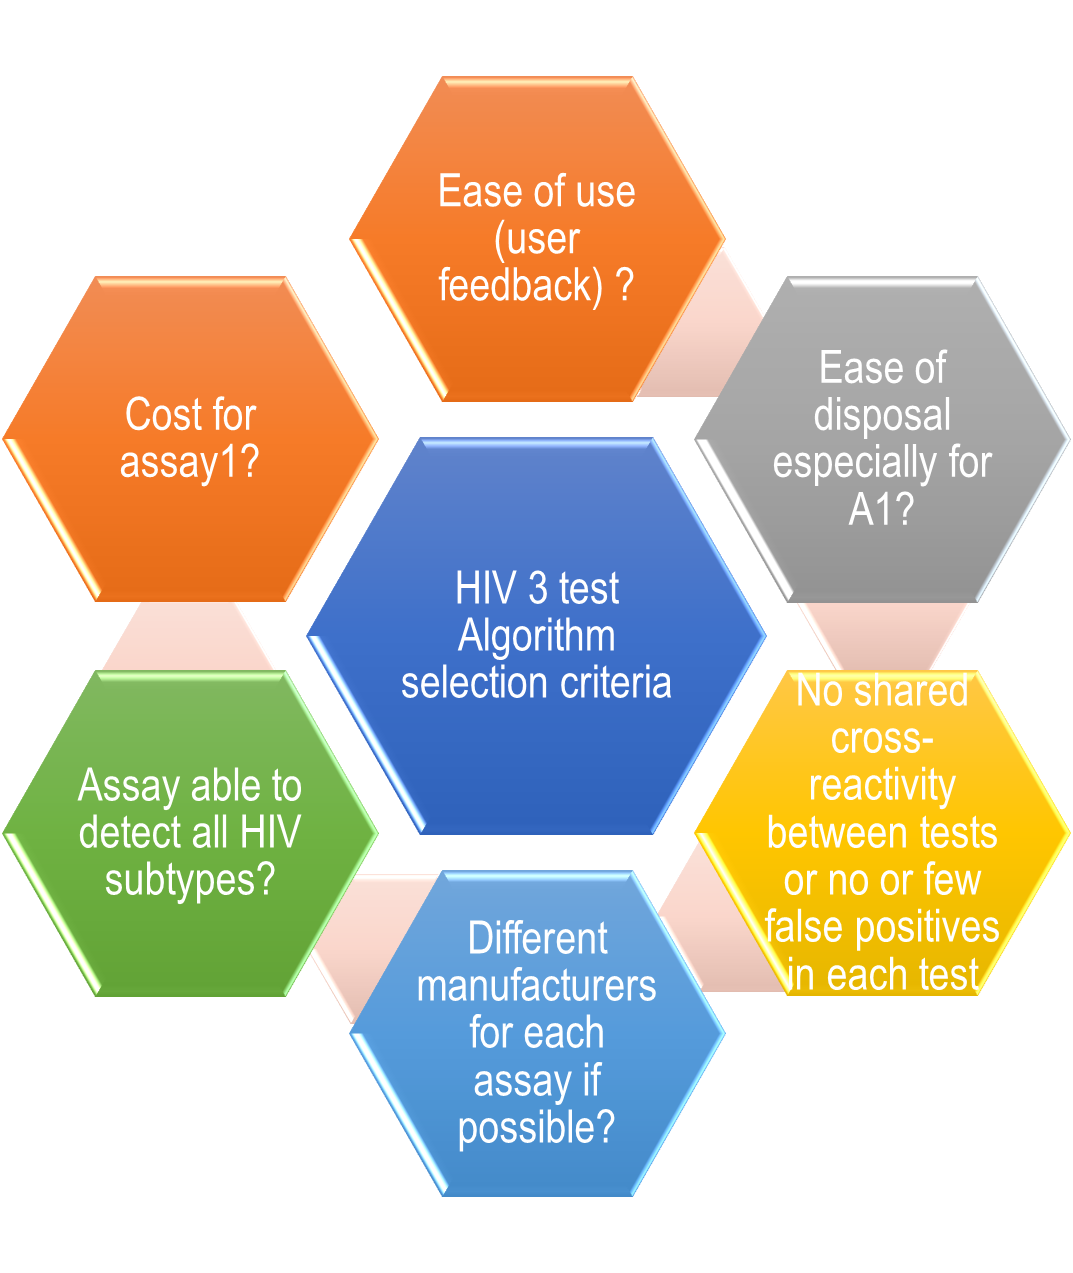 Ease of use
(user
feedback) ?
Cost for
assay1?
Ease of
disposal
especially for
A1?
HIV 3 test
Algorithm
selection criteria
Assay able to
detect all HIV
subtypes?
No shared
cross-
reactivity
between tests
or no or few
false positives
in each test
Different
manufacturers
for each
assay if
possible?